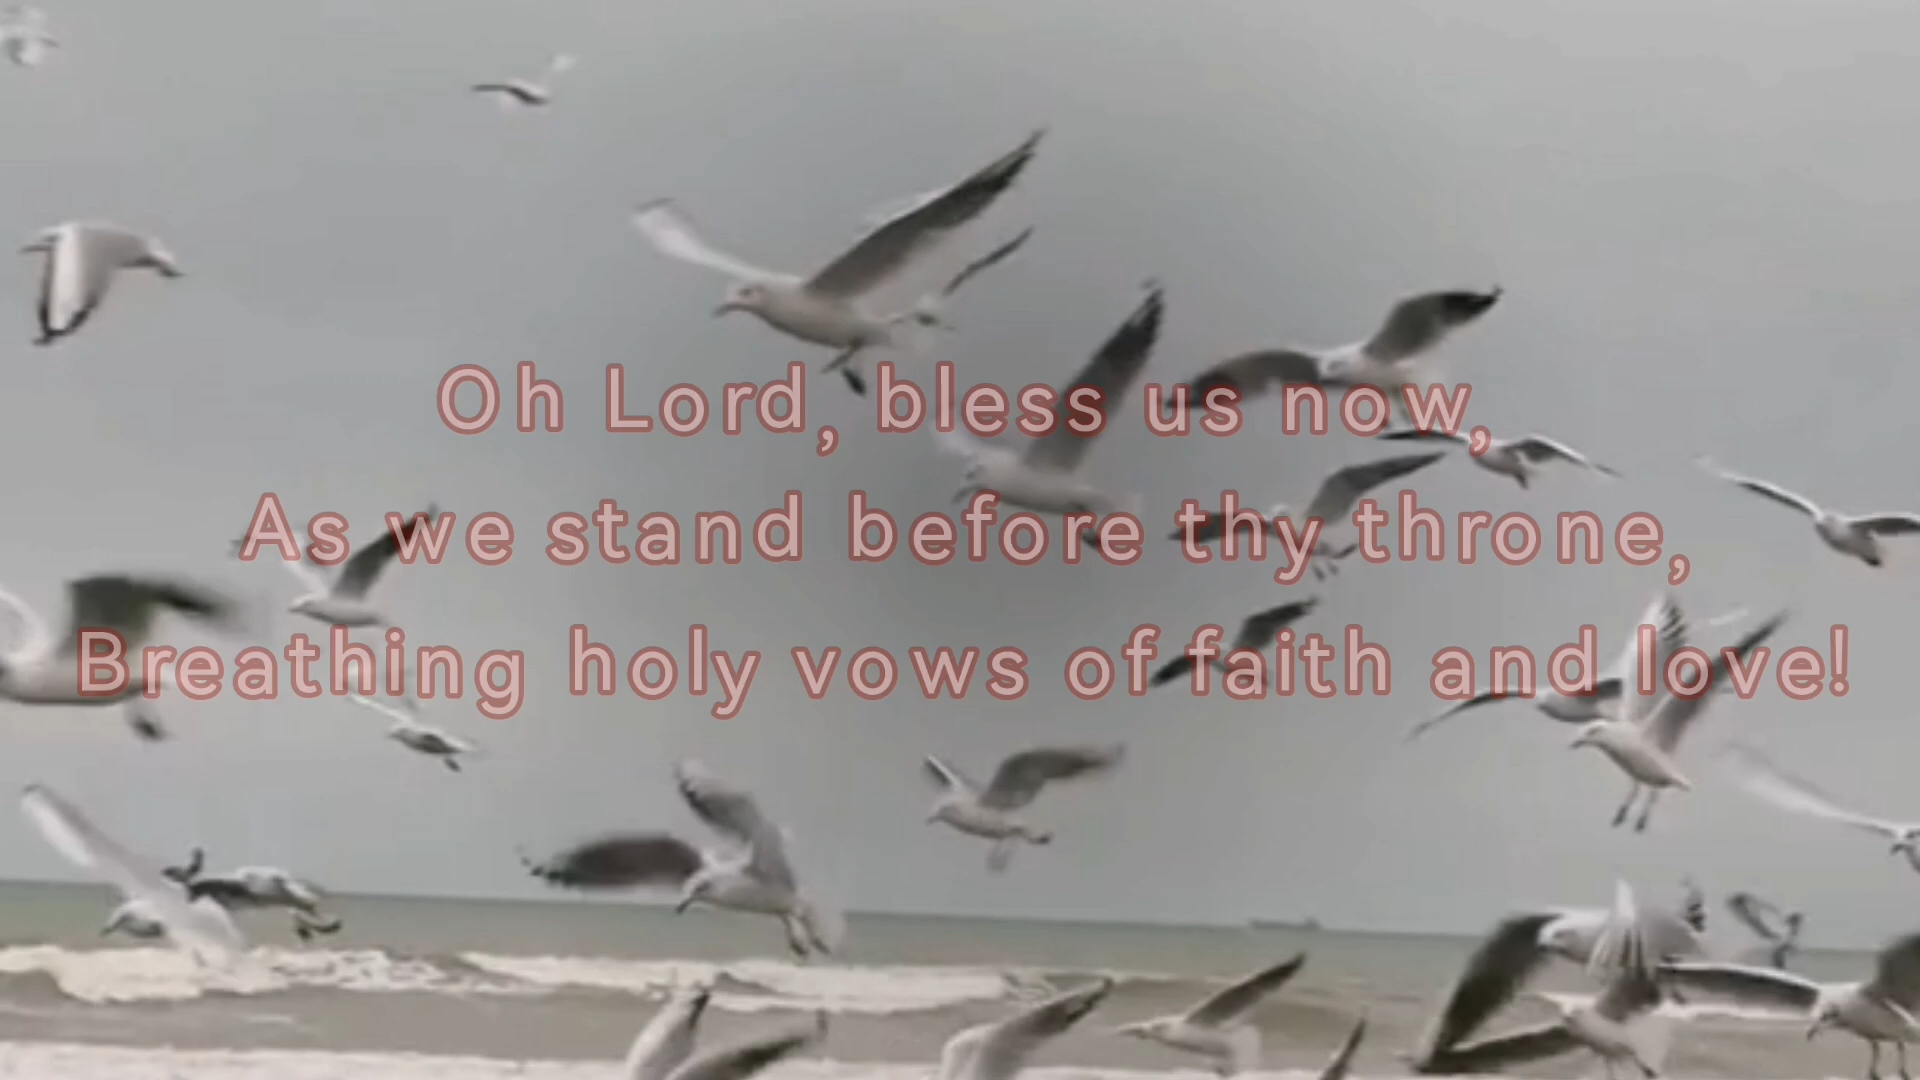 Oh Lord, bless us now,
As we stand before thy throne,
Breathing holy vows of faith and love!